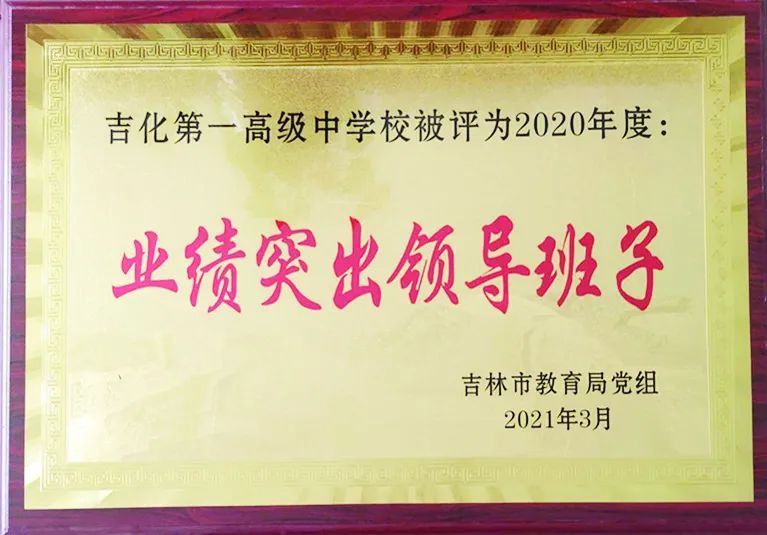 吉化第一高级中学校被评为2020年度：
业绩突出领导班子
吉林市教育局党组
2021年3月